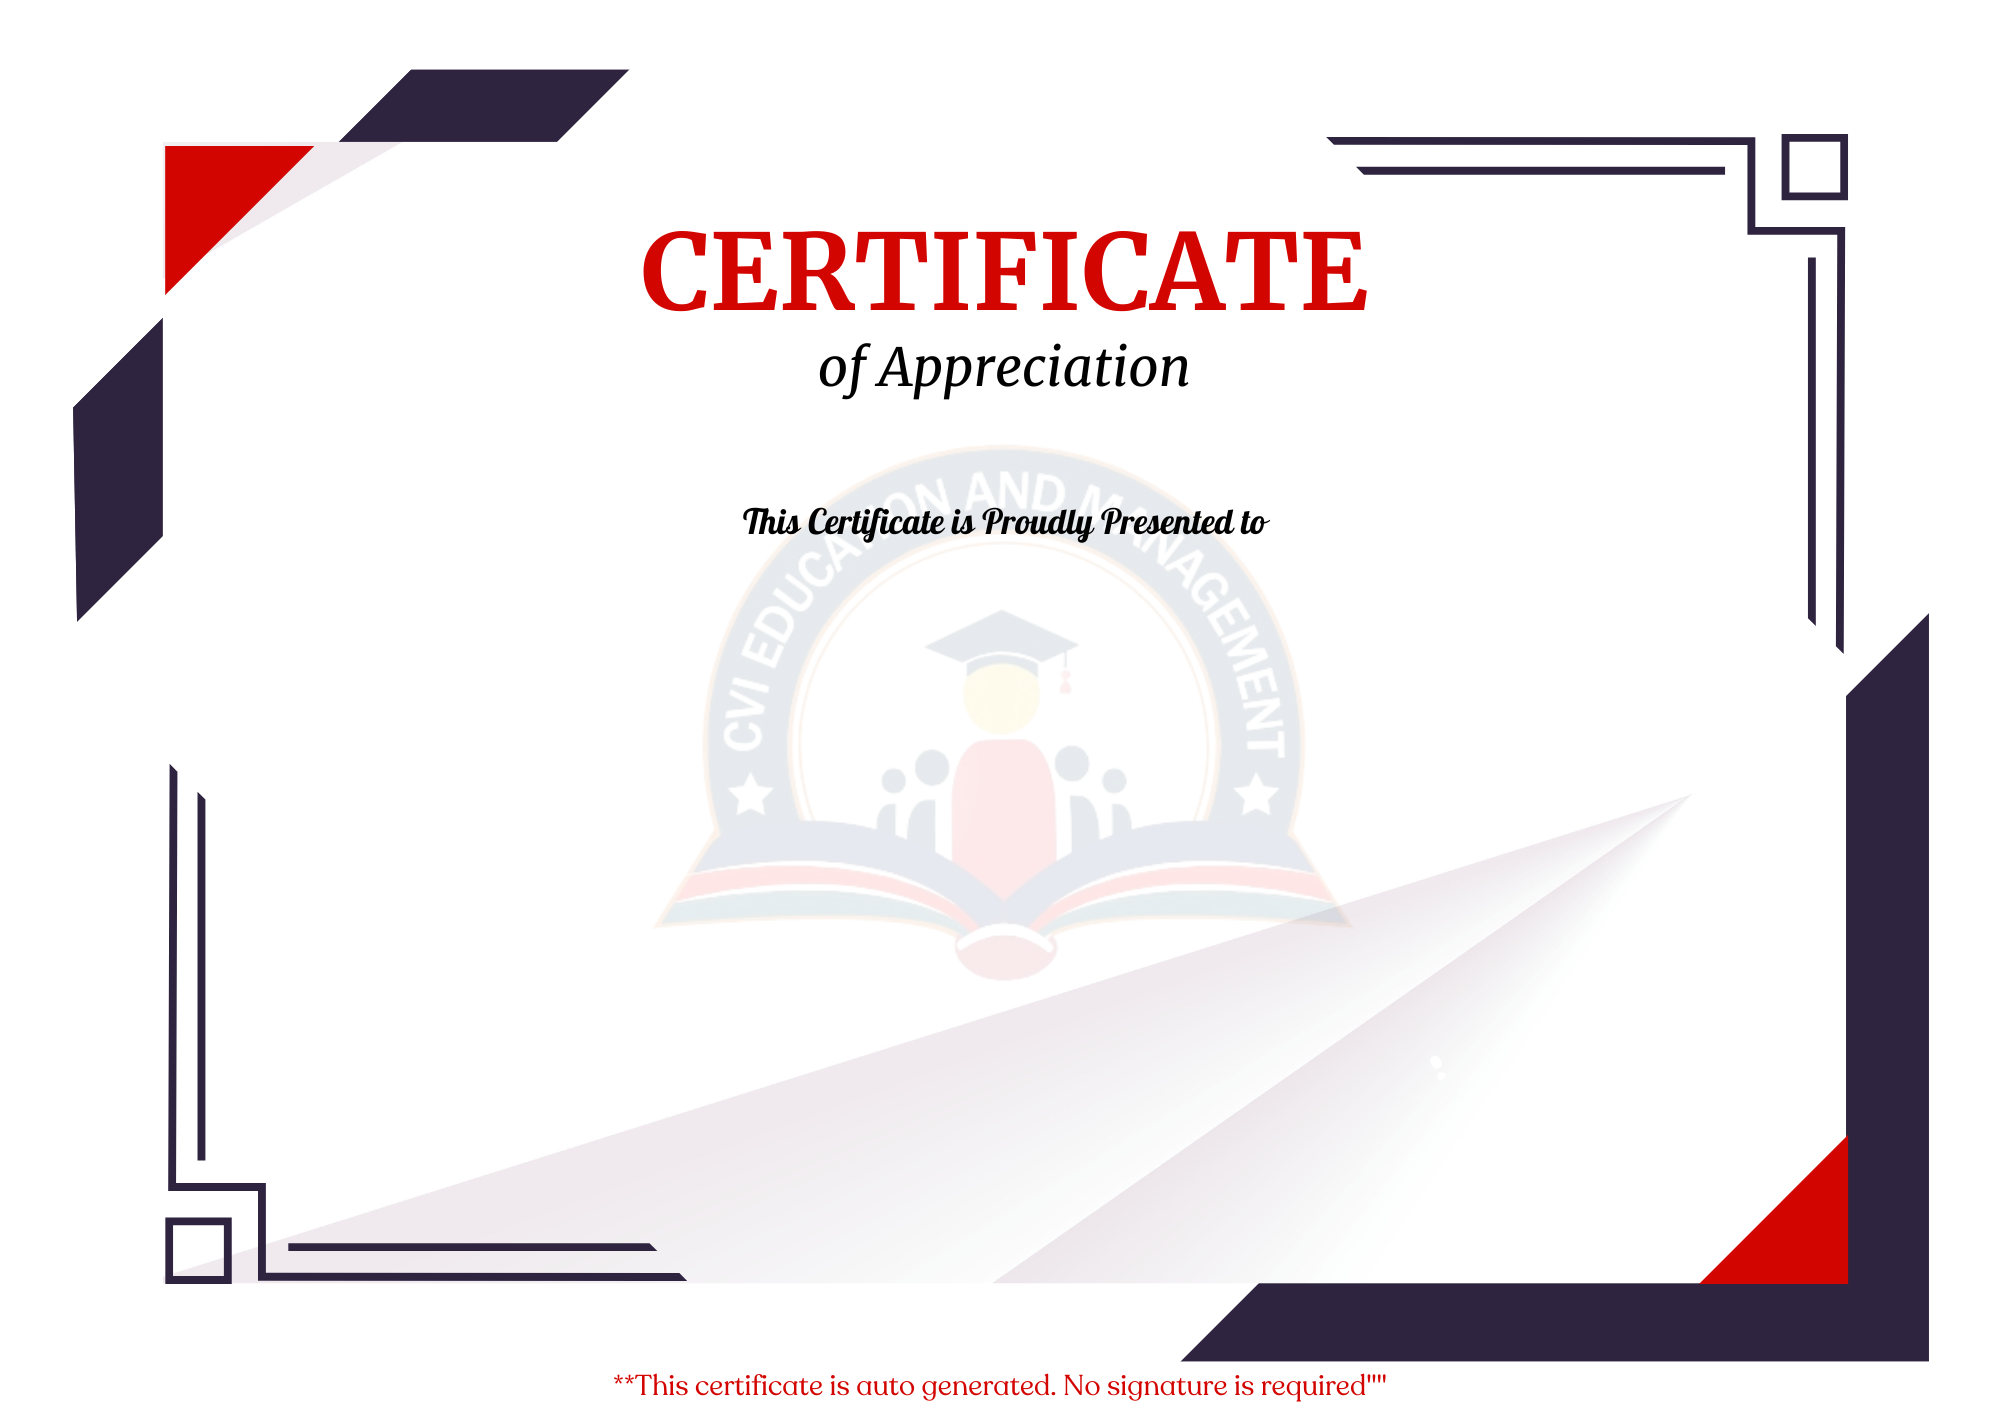 CERTIFICATE
of Appreciation
CVI EDUCATION AND MANAGEMENT
This Certificate is Proudly Presented to
**This certificate is auto generated. No signature is required""